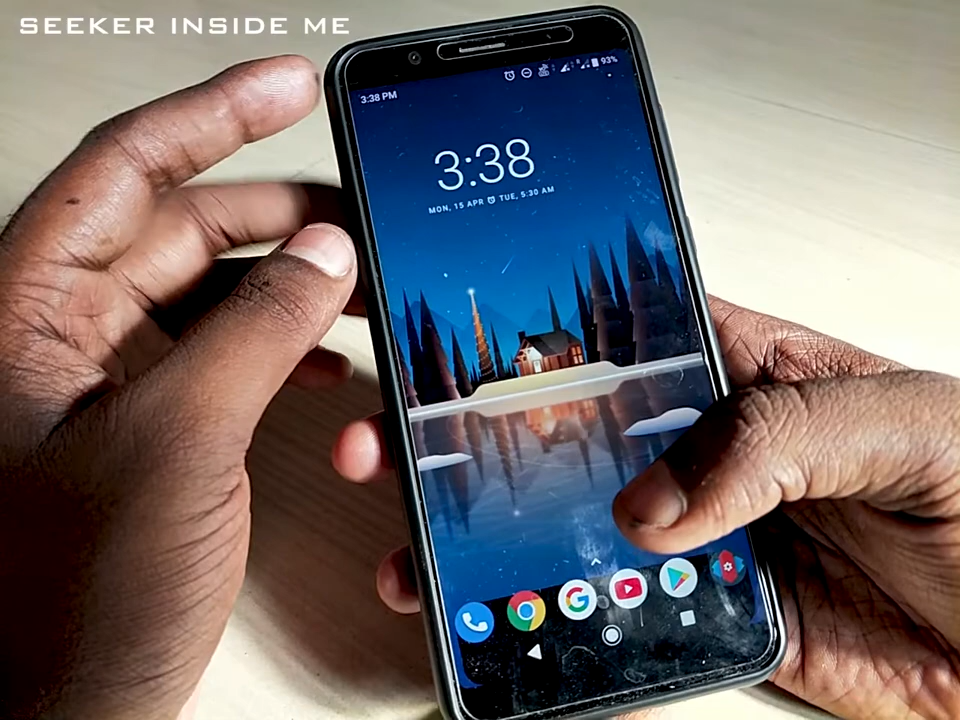 SEEKER INSIDE ME
93%
3:38 PM
3:38
MON, 15 APR TUE, 5:30 AM